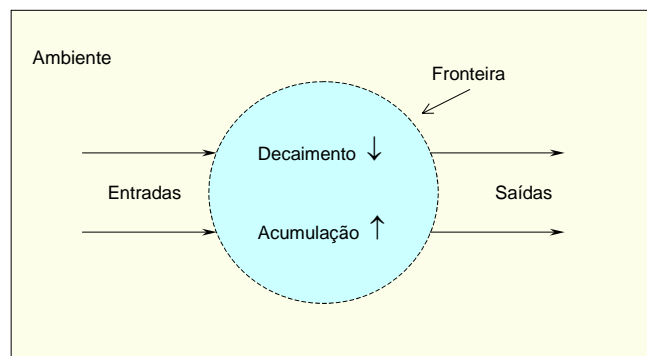 Ambiente
Fronteira
Decaimento ↓
Entradas
Saídas
Acumulação ↑